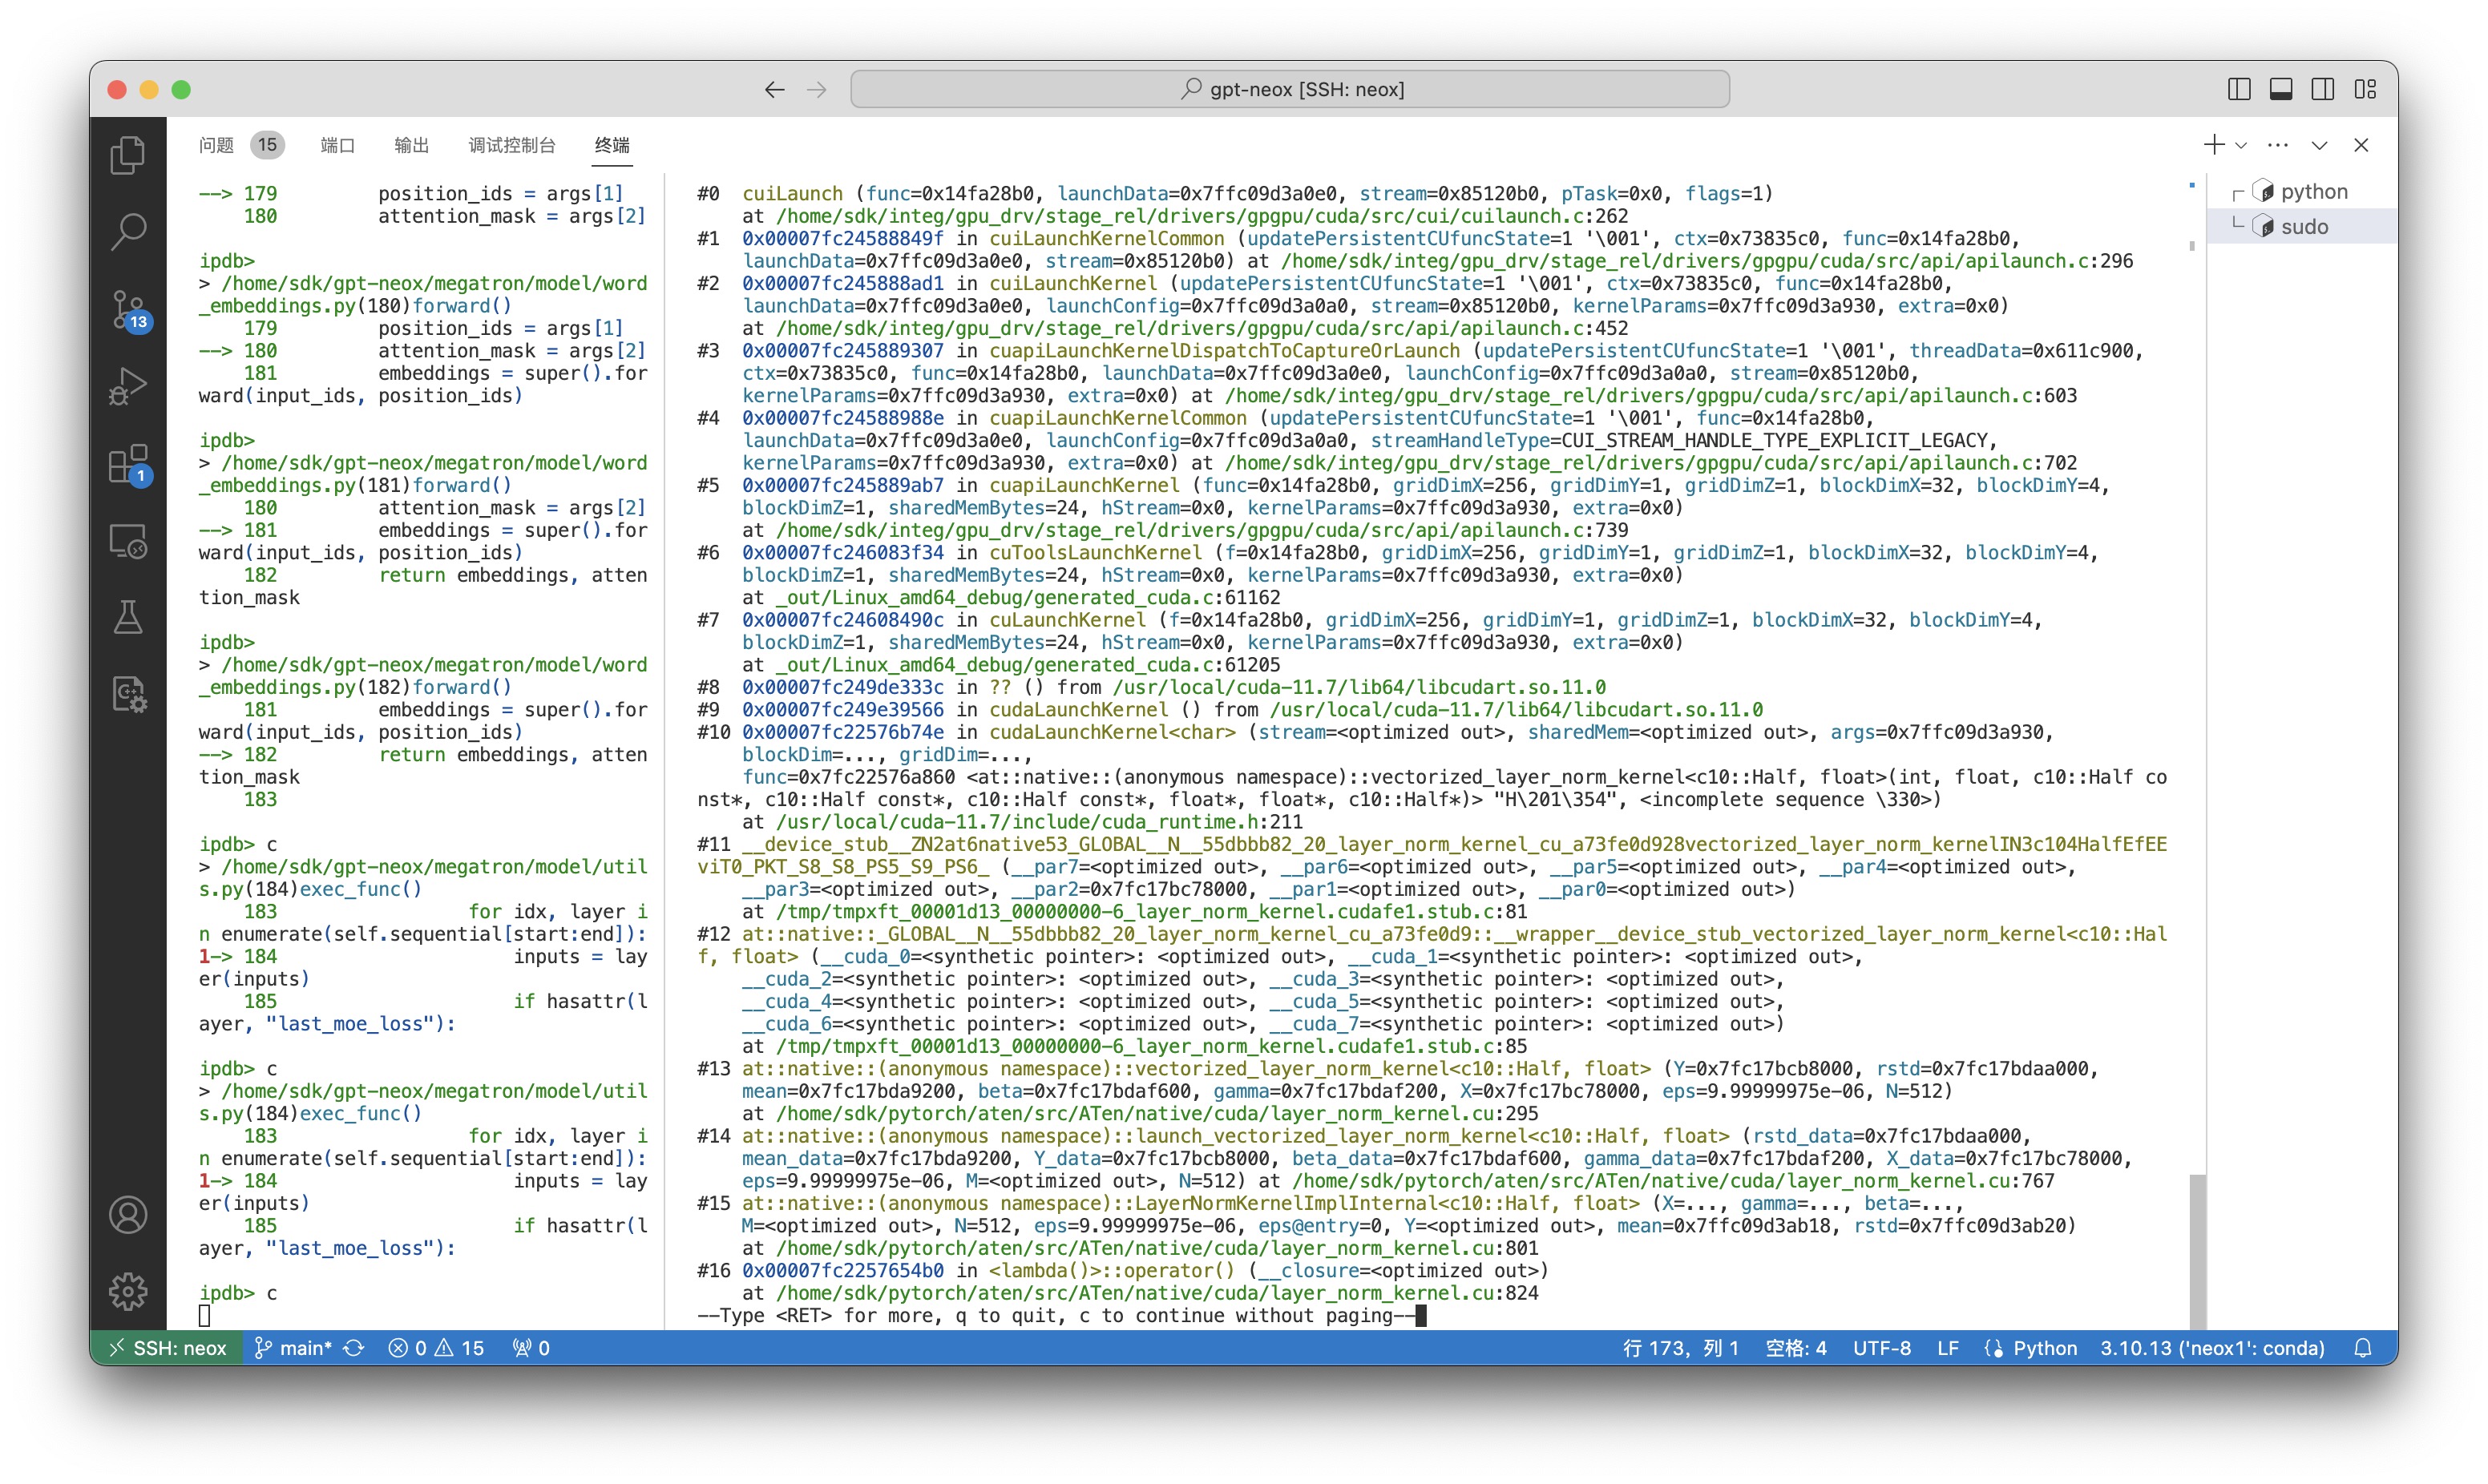 gpt-neox [SSH: neox]
问题 15 端口 输出 调试控制台 终端
13
1
--> 179         position_ids = args[1]
    180         attention_mask = args[2]
ipdb>
> /home/sdk/gpt-neox/megatron/model/word
_embeddings.py(180)forward()
    179         position_ids = args[1]
--> 180         attention_mask = args[2]
    181         embeddings = super().for
ward(input_ids, position_ids)
ipdb>
> /home/sdk/gpt-neox/megatron/model/word
_embeddings.py(181)forward()
    180         attention_mask = args[2]
--> 181         embeddings = super().for
ward(input_ids, position_ids)
    182         return embeddings, atten
tion_mask
ipdb>
> /home/sdk/gpt-neox/megatron/model/word
_embeddings.py(182)forward()
    181         embeddings = super().for
ward(input_ids, position_ids)
--> 182         return embeddings, atten
tion_mask
    183
ipdb> c
> /home/sdk/gpt-neox/megatron/model/util
s.py(184)exec_func()
    183                 for idx, layer i
n enumerate(self.sequential[start:end]):
1-> 184                     inputs = lay
er(inputs)
    185                     if hasattr(l
ayer, "last_moe_loss"):
ipdb> c
> /home/sdk/gpt-neox/megatron/model/util
s.py(184)exec_func()
    183                 for idx, layer i
n enumerate(self.sequential[start:end]):
1-> 184                     inputs = lay
er(inputs)
    185                     if hasattr(l
ayer, "last_moe_loss"):
ipdb> c
#0  cuiLaunch (func=0x14fa28b0, launchData=0x7ffc09d3a0e0, stream=0x85120b0, pTask=0x0, flags=1)
    at /home/sdk/integ/gpu_drv/stage_rel/drivers/gpgpu/cuda/src/cui/cuilaunch.c:262
#1  0x00007fc24588849f in cuiLaunchKernelCommon (updatePersistentCUfuncState=1 '\001', ctx=0x73835c0, func=0x14fa28b0,
    launchData=0x7ffc09d3a0e0, stream=0x85120b0) at /home/sdk/integ/gpu_drv/stage_rel/drivers/gpgpu/cuda/src/api/apilaunch.c:296
#2  0x00007fc245888ad1 in cuiLaunchKernel (updatePersistentCUfuncState=1 '\001', ctx=0x73835c0, func=0x14fa28b0,
    launchData=0x7ffc09d3a0e0, launchConfig=0x7ffc09d3a0a0, stream=0x85120b0, kernelParams=0x7ffc09d3a930, extra=0x0)
    at /home/sdk/integ/gpu_drv/stage_rel/drivers/gpgpu/cuda/src/api/apilaunch.c:452
#3  0x00007fc245889307 in cuapiLaunchKernelDispatchToCaptureOrLaunch (updatePersistentCUfuncState=1 '\001', threadData=0x611c900,
    ctx=0x73835c0, func=0x14fa28b0, launchData=0x7ffc09d3a0e0, launchConfig=0x7ffc09d3a0a0, stream=0x85120b0,
    kernelParams=0x7ffc09d3a930, extra=0x0) at /home/sdk/integ/gpu_drv/stage_rel/drivers/gpgpu/cuda/src/api/apilaunch.c:603
#4  0x00007fc24588988e in cuapiLaunchKernelCommon (updatePersistentCUfuncState=1 '\001', func=0x14fa28b0,
    launchData=0x7ffc09d3a0e0, launchConfig=0x7ffc09d3a0a0, streamHandleType=CUI_STREAM_HANDLE_TYPE_EXPLICIT_LEGACY,
    kernelParams=0x7ffc09d3a930, extra=0x0) at /home/sdk/integ/gpu_drv/stage_rel/drivers/gpgpu/cuda/src/api/apilaunch.c:702
#5  0x00007fc245889ab7 in cuapiLaunchKernel (func=0x14fa28b0, gridDimX=256, gridDimY=1, gridDimZ=1, blockDimX=32, blockDimY=4,
    blockDimZ=1, sharedMemBytes=24, hStream=0x0, kernelParams=0x7ffc09d3a930, extra=0x0)
    at /home/sdk/integ/gpu_drv/stage_rel/drivers/gpgpu/cuda/src/api/apilaunch.c:739
#6  0x00007fc246083f34 in cuToolsLaunchKernel (f=0x14fa28b0, gridDimX=256, gridDimY=1, gridDimZ=1, blockDimX=32, blockDimY=4,
    blockDimZ=1, sharedMemBytes=24, hStream=0x0, kernelParams=0x7ffc09d3a930, extra=0x0)
    at _out/Linux_amd64_debug/generated_cuda.c:61162
#7  0x00007fc24608490c in cuLaunchKernel (f=0x14fa28b0, gridDimX=256, gridDimY=1, gridDimZ=1, blockDimX=32, blockDimY=4,
    blockDimZ=1, sharedMemBytes=24, hStream=0x0, kernelParams=0x7ffc09d3a930, extra=0x0)
    at _out/Linux_amd64_debug/generated_cuda.c:61205
#8  0x00007fc249de333c in ?? () from /usr/local/cuda-11.7/lib64/libcudart.so.11.0
#9  0x00007fc249e39566 in cudaLaunchKernel () from /usr/local/cuda-11.7/lib64/libcudart.so.11.0
#10 0x00007fc22576b74e in cudaLaunchKernel<char> (stream=<optimized out>, sharedMem=<optimized out>, args=0x7ffc09d3a930,
    blockDim=..., gridDim=...,
    func=0x7fc22576a860 <at::native::(anonymous namespace)::vectorized_layer_norm_kernel<c10::Half, float>(int, float, c10::Half co
nst*, c10::Half const*, c10::Half const*, float*, float*, c10::Half*)> "H\201\354", <incomplete sequence \330>)
    at /usr/local/cuda-11.7/include/cuda_runtime.h:211
#11 __device_stub__ZN2at6native53_GLOBAL__N__55dbbb82_20_layer_norm_kernel_cu_a73fe0d928vectorized_layer_norm_kernelIN3c104HalfEfEE
viT0_PKT_S8_S8_PS5_S9_PS6_ (__par7=<optimized out>, __par6=<optimized out>, __par5=<optimized out>, __par4=<optimized out>,
    __par3=<optimized out>, __par2=0x7fc17bc78000, __par1=<optimized out>, __par0=<optimized out>)
    at /tmp/tmpxft_00001d13_00000000-6_layer_norm_kernel.cudafe1.stub.c:81
#12 at::native::_GLOBAL__N__55dbbb82_20_layer_norm_kernel_cu_a73fe0d9::__wrapper__device_stub_vectorized_layer_norm_kernel<c10::Hal
f, float> (__cuda_0=<synthetic pointer>: <optimized out>, __cuda_1=<synthetic pointer>: <optimized out>,
    __cuda_2=<synthetic pointer>: <optimized out>, __cuda_3=<synthetic pointer>: <optimized out>,
    __cuda_4=<synthetic pointer>: <optimized out>, __cuda_5=<synthetic pointer>: <optimized out>,
    __cuda_6=<synthetic pointer>: <optimized out>, __cuda_7=<synthetic pointer>: <optimized out>)
    at /tmp/tmpxft_00001d13_00000000-6_layer_norm_kernel.cudafe1.stub.c:85
#13 at::native::(anonymous namespace)::vectorized_layer_norm_kernel<c10::Half, float> (Y=0x7fc17bcb8000, rstd=0x7fc17bdaa000,
    mean=0x7fc17bda9200, beta=0x7fc17bdaf600, gamma=0x7fc17bdaf200, X=0x7fc17bc78000, eps=9.99999975e-06, N=512)
    at /home/sdk/pytorch/aten/src/ATen/native/cuda/layer_norm_kernel.cu:295
#14 at::native::(anonymous namespace)::launch_vectorized_layer_norm_kernel<c10::Half, float> (rstd_data=0x7fc17bdaa000,
    mean_data=0x7fc17bda9200, Y_data=0x7fc17bcb8000, beta_data=0x7fc17bdaf600, gamma_data=0x7fc17bdaf200, X_data=0x7fc17bc78000,
    eps=9.99999975e-06, M=<optimized out>, N=512) at /home/sdk/pytorch/aten/src/ATen/native/cuda/layer_norm_kernel.cu:767
#15 at::native::(anonymous namespace)::LayerNormKernelImplInternal<c10::Half, float> (X=..., gamma=..., beta=...,
    M=<optimized out>, N=512, eps=9.99999975e-06, eps@entry=0, Y=<optimized out>, mean=0x7ffc09d3ab18, rstd=0x7ffc09d3ab20)
    at /home/sdk/pytorch/aten/src/ATen/native/cuda/layer_norm_kernel.cu:801
#16 0x00007fc2257654b0 in <lambda()>::operator() (__closure=<optimized out>)
    at /home/sdk/pytorch/aten/src/ATen/native/cuda/layer_norm_kernel.cu:824
--Type <RET> for more, q to quit, c to continue without paging--
python
sudo
SSH: neox main* 0 15 0 行 173, 列 1 空格: 4 UTF-8 LF Python 3.10.13 ('neox1': conda)